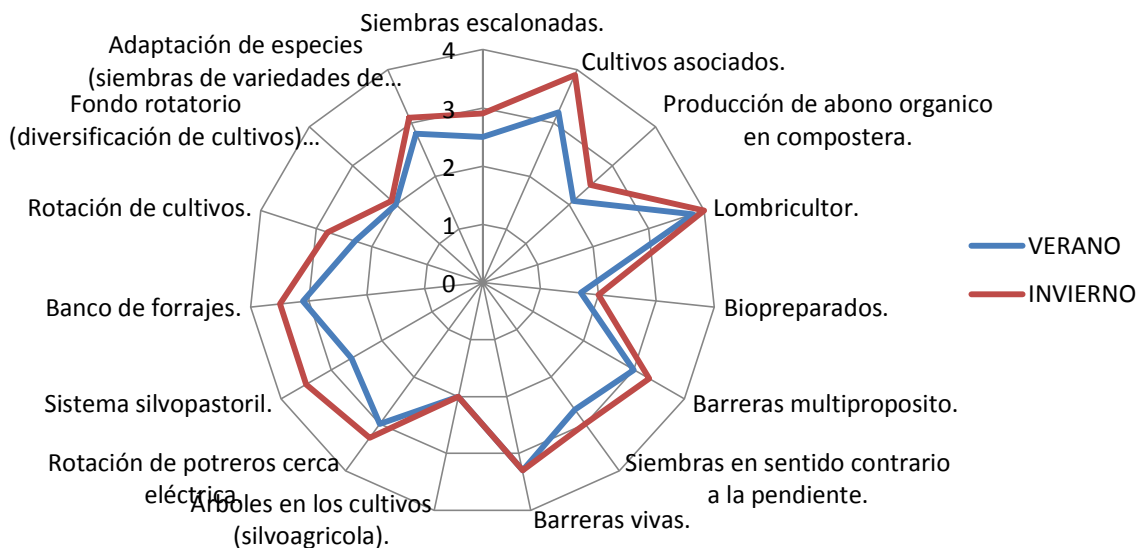 Siembras escalonadas.
Cultivos asociados.
Producción de abono organico
en compostera.
Lombricultor.
Biopreparados.
Barreras multiproposito.
Siembras en sentido contrario
a la pendiente.
Barreras vivas.
Árboles en los cultivos
(silvoagricola).
Rotación de potreros cerca
eléctrica.
Sistema silvopastoril.
Banco de forrajes.
Rotación de cultivos.
Fondo rotatorio
(diversificación de cultivos)…
Adaptación de especies
(siembras de variedades de…
4
3
2
1
0
VERANO
INVIERNO